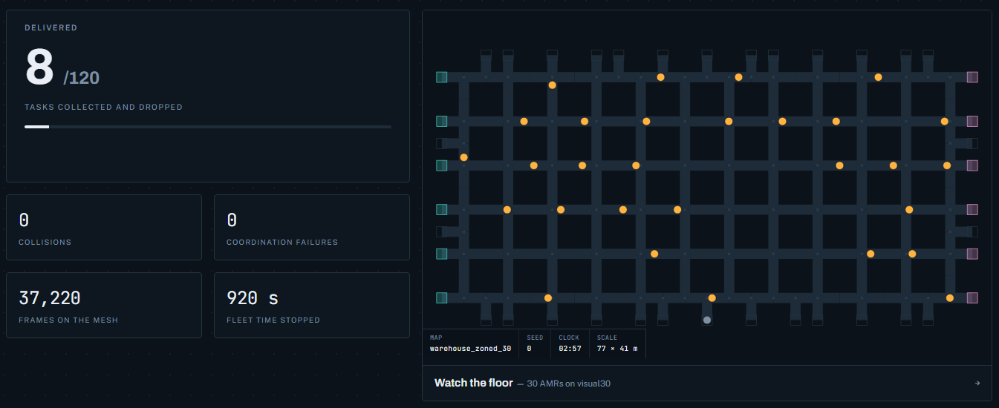 DELIVERED
8 /120
TASKS COLLECTED AND DROPPED
0
COLLISIONS
0
COORDINATION FAILURES
37,220
FRAMES ON THE MESH
920 s
FLEET TIME STOPPED
MAP
warehouse_zoned_30
SEED
0
CLOCK
02:57
SCALE
77 × 41 m
Watch the floor — 30 AMRs on visual30 →